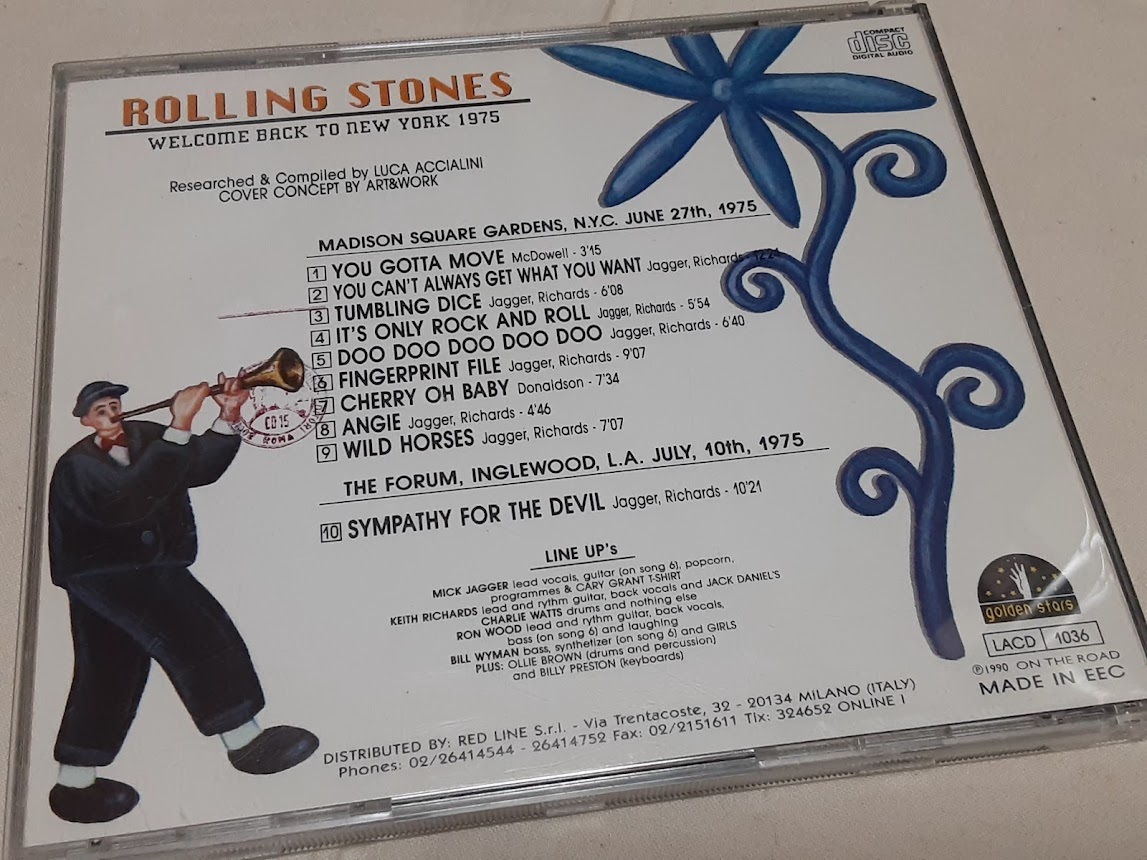 COMPACT
disc
DIGITAL AUDIO
ROLLING STONES
WELCOME BACK TO NEW YORK 1975
Researched & Compiled by LUCA ACCIALINI
COVER CONCEPT BY ART&WORK
MADISON SQUARE GARDENS, N.Y.C. JUNE 27th, 1975
1 YOU GOTTA MOVE McDowell - 3'15
2 YOU CAN'T ALWAYS GET WHAT YOU WANT Jagger, Richards - 12'24
3 TUMBLING DICE Jagger, Richards - 6'08
4 IT'S ONLY ROCK AND ROLL Jagger, Richards - 5'54
5 DOO DOO DOO DOO DOO Jagger, Richards - 6'40
6 FINGERPRINT FILE Jagger, Richards - 9'07
7 CHERRY OH BABY Donaldson - 7'34
8 ANGIE Jagger, Richards - 4'46
9 WILD HORSES Jagger, Richards - 7'07
CD 15
ROMA
THE FORUM, INGLEWOOD, L.A. JULY, 10th, 1975
10 SYMPATHY FOR THE DEVIL Jagger, Richards - 10'21
LINE UP's
MICK JAGGER lead vocals, guitar (on song 6), popcorn,
programmes & CARY GRANT T-SHIRT
KEITH RICHARDS lead and rythm guitar, back vocals and JACK DANIEL'S
CHARLIE WATTS drums and nothing else
RON WOOD lead and rythm guitar, back vocals,
bass (on song 6) and laughing
BILL WYMAN bass, synthetizer (on song 6) and GIRLS
PLUS: OLLIE BROWN (drums and percussion)
and BILLY PRESTON (keyboards)
golden stars
LACD 1036
℗1990 ON THE ROAD
MADE IN EEC
DISTRIBUTED BY: RED LINE S.r.l. - Via Trentacoste, 32 - 20134 MILANO (ITALY)
Phones: 02/26414544 - 26414752 Fax: 02/2151611 Tlx: 324652 ONLINE I